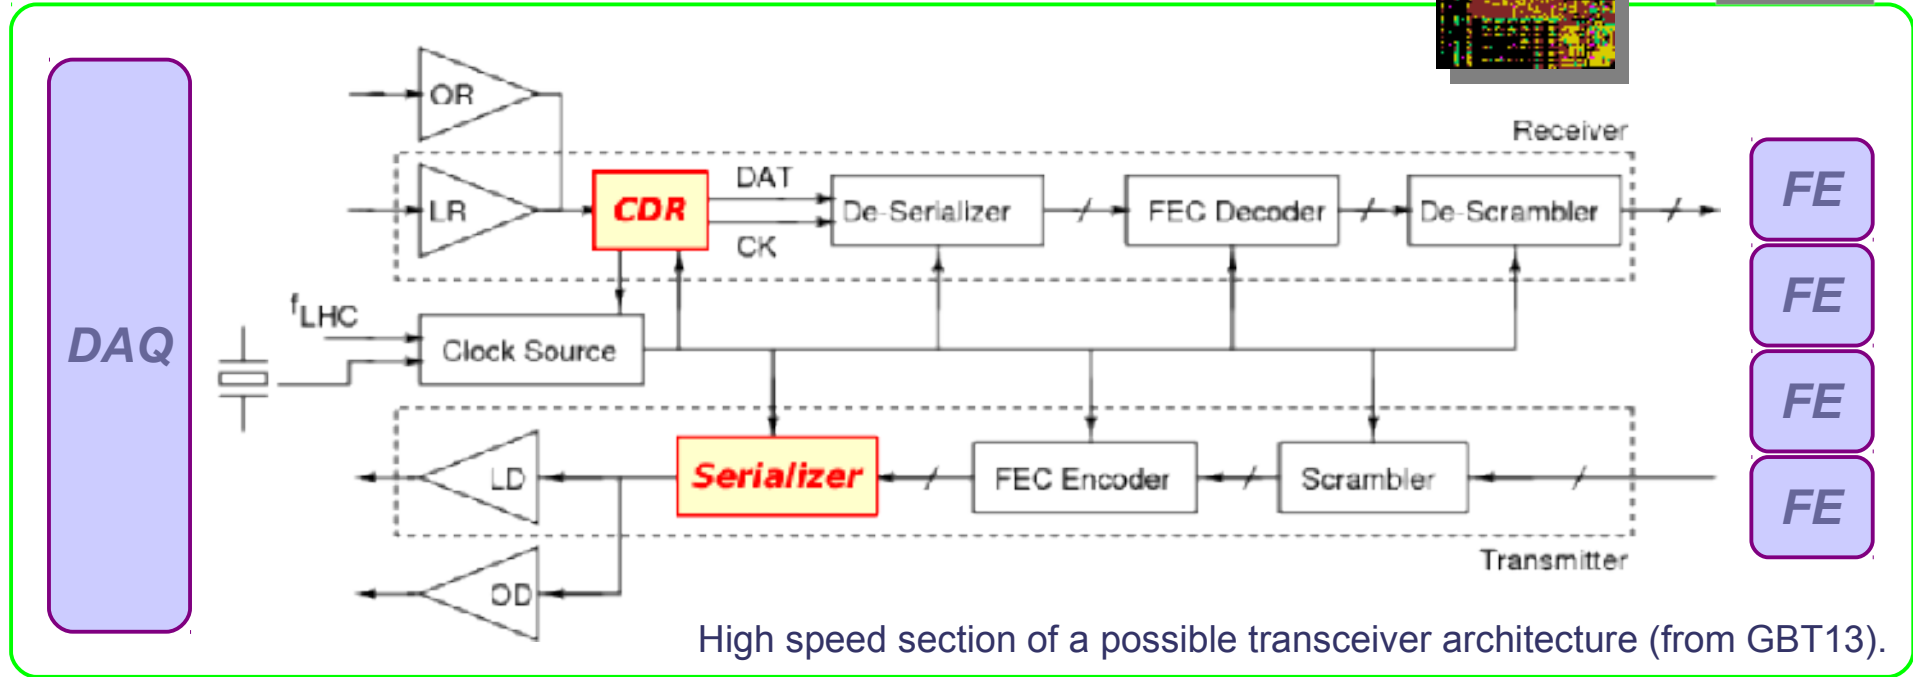 OR
Receiver
LR
CDR
DAT
CK
De-Serializer
FEC Decoder
De-Scrambler
FE
FE
fLHC
DAQ
Clock Source
FE
LD
Serializer
FEC Encoder
Scrambler
FE
Transmitter
OD
High speed section of a possible transceiver architecture (from GBT13).